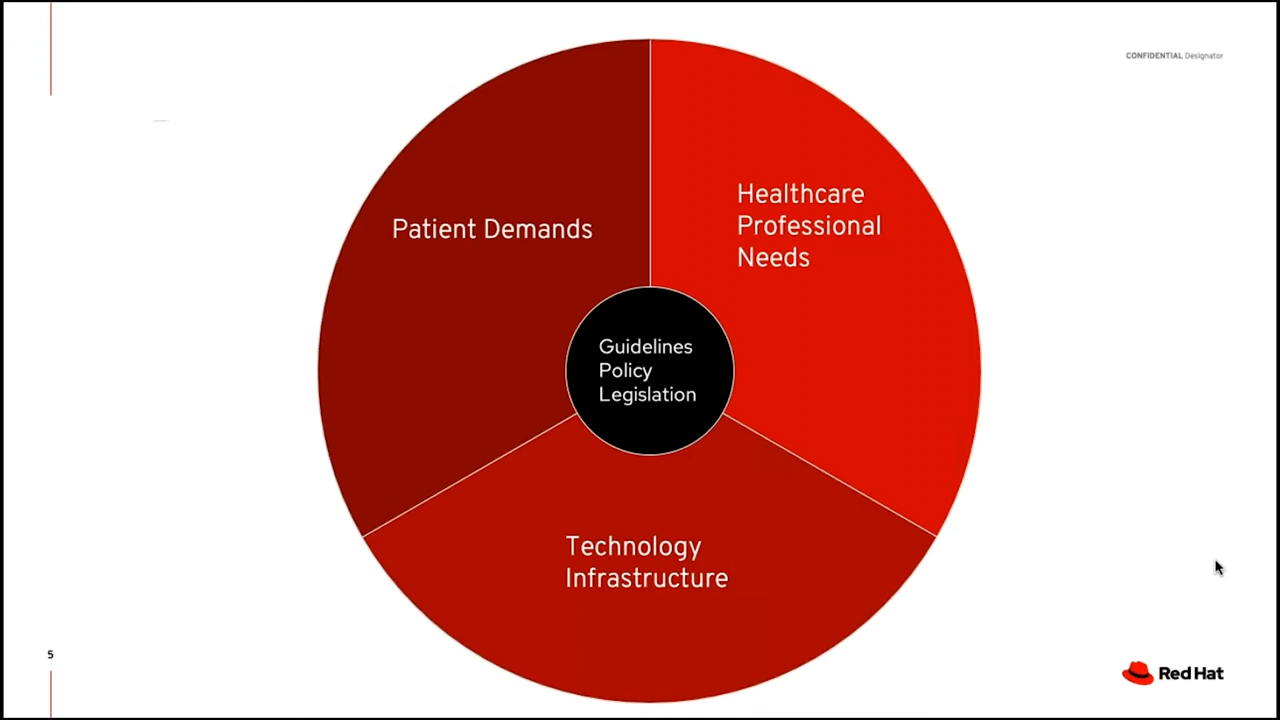 CONFIDENTIAL Designator
Patient Demands
Healthcare
Professional
Needs
Guidelines
Policy
Legislation
Technology
Infrastructure
5
Red Hat